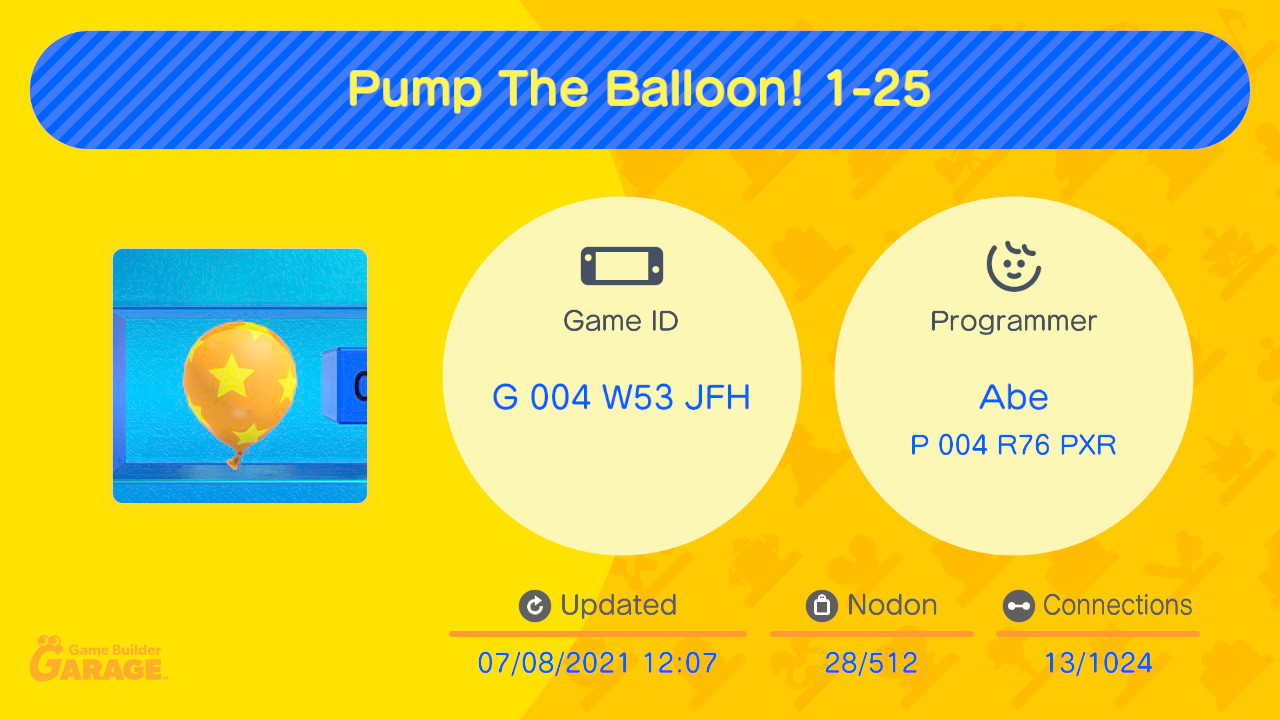 Pump The Balloon! 1-25
Game ID
G 004 W53 JFH
Programmer
Abe
P 004 R76 PXR
Updated
07/08/2021 12:07
Nodon
28/512
Connections
13/1024
Game Builder
GARAGE